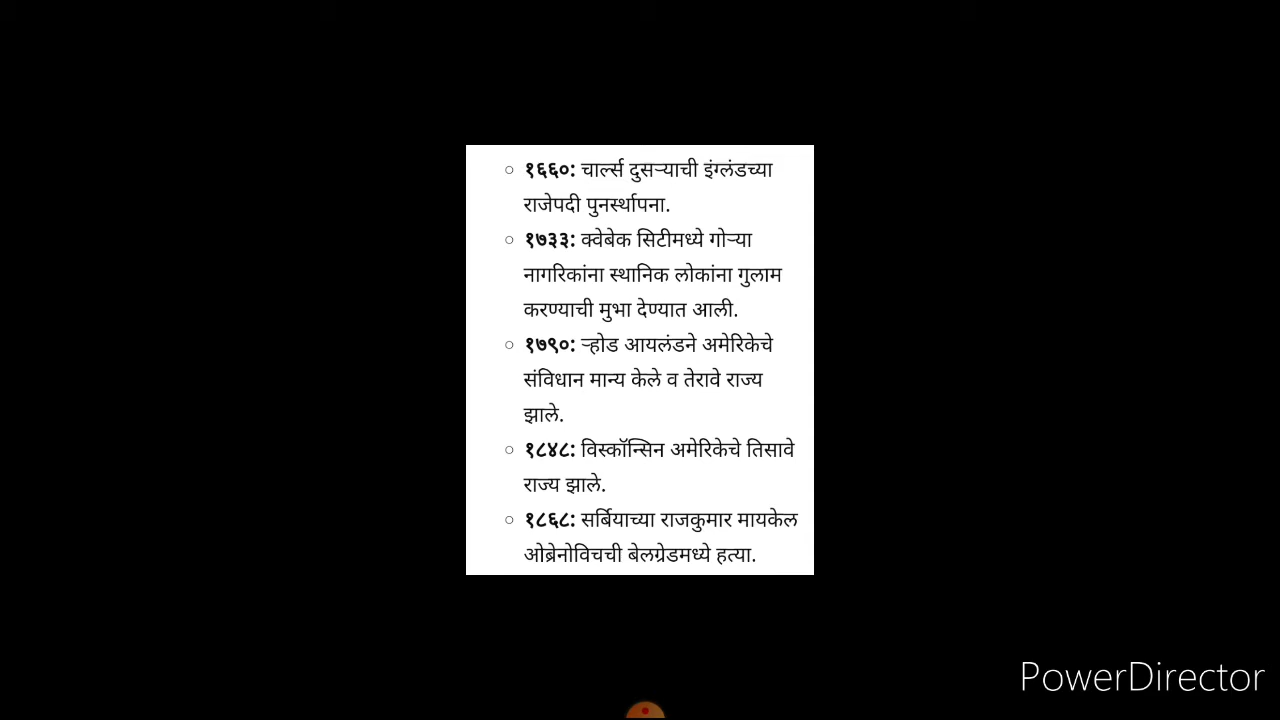 १६६०: चार्ल्स दुसऱ्याची इंग्लंडच्या
राजेपदी पुनर्स्थापना.
१७३३: क्वेबेक सिटीमध्ये गोऱ्या
नागरिकांना स्थानिक लोकांना गुलाम
करण्याची मुभा देण्यात आली.
१७९०: ऱ्होड आयलंडने अमेरिकेचे
संविधान मान्य केले व तेरावे राज्य
झाले.
१८४८: विस्कॉन्सिन अमेरिकेचे तिसावे
राज्य झाले.
१८६८: सर्बियाच्या राजकुमार मायकेल
ओब्रेनोविचची बेलग्रेडमध्ये हत्या.
PowerDirector